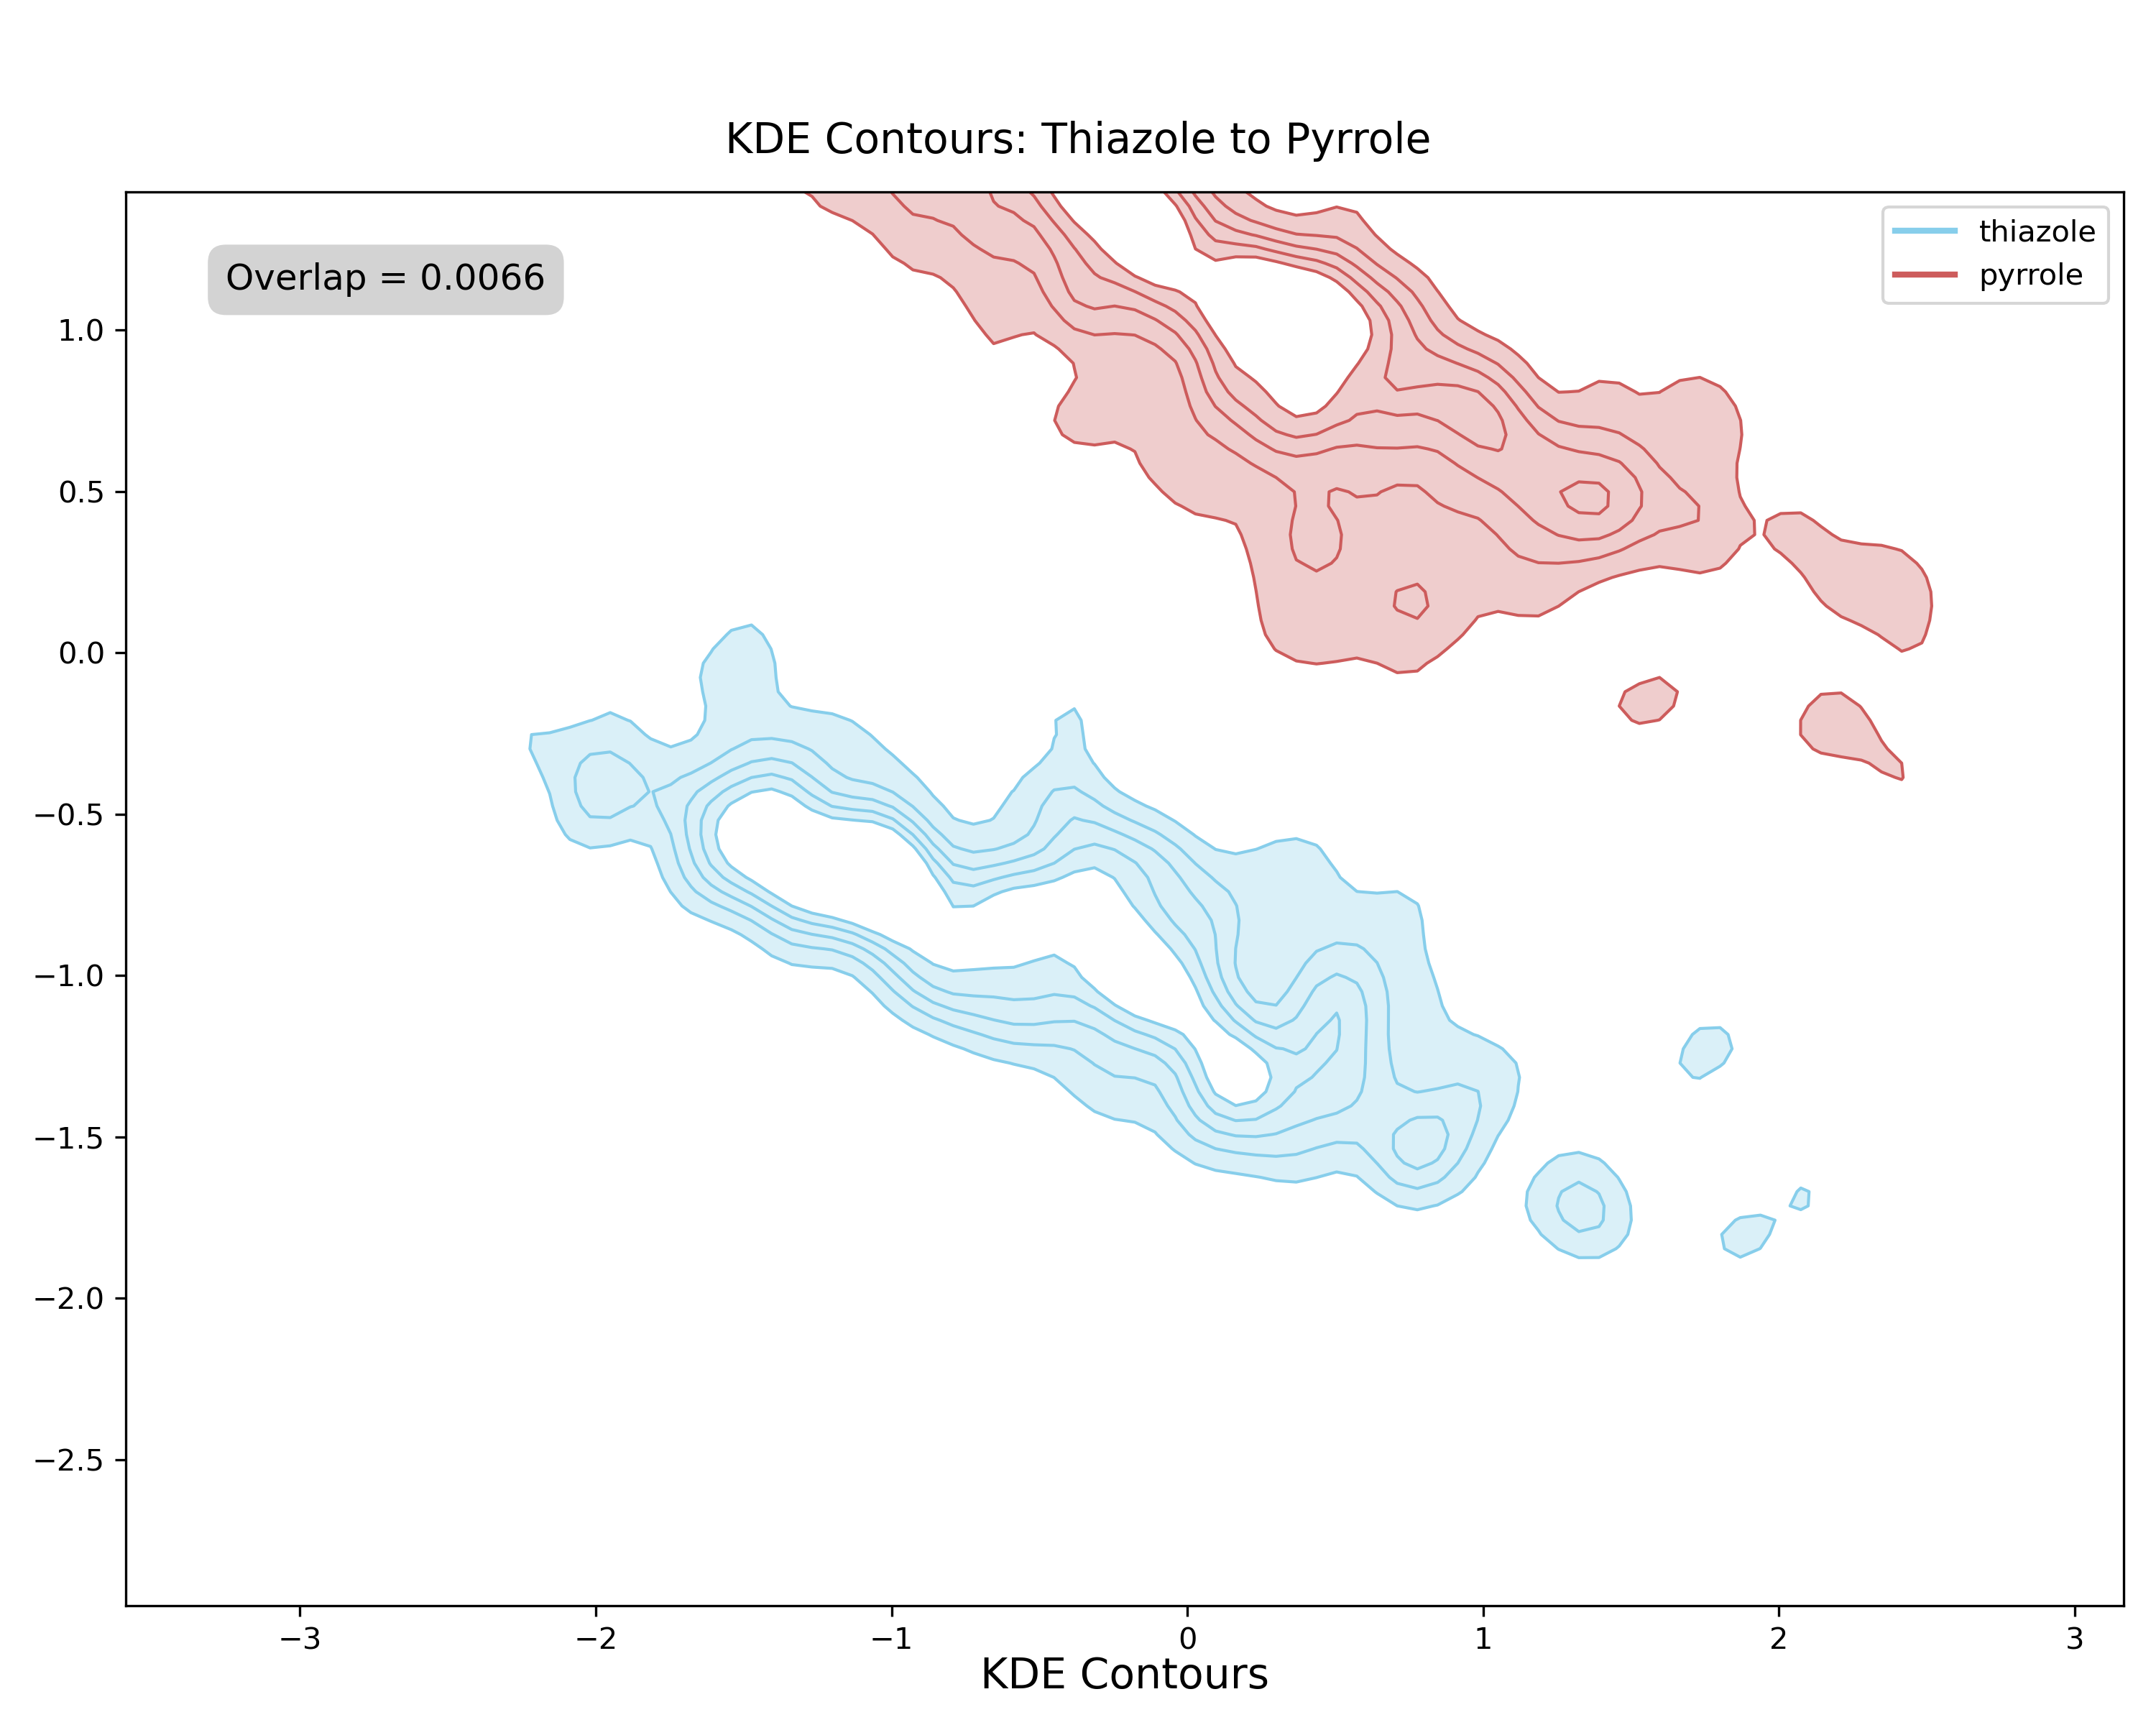 KDE Contours: Thiazole to Pyrrole
Overlap = 0.0066
thiazole
pyrrole
1.0
0.5
0.0
−0.5
−1.0
−1.5
−2.0
−2.5
−3 −2 −1 0 1 2 3
KDE Contours